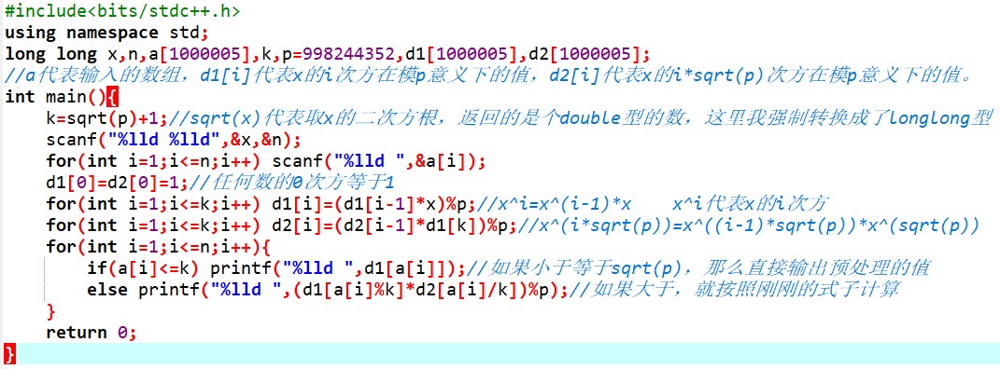 #include<bits/stdc++.h>
using namespace std;
long long x,n,a[1000005],k,p=998244352,d1[1000005],d2[1000005];
//a代表输入的数组，d1[i]代表x的i次方在模p意义下的值，d2[i]代表x的i*sqrt(p)次方在模p意义下的值。
int main(){
    k=sqrt(p)+1;//sqrt(x)代表取x的二次方根，返回的是个double型的数，这里我强制转换成了longlong型
    scanf("%lld %lld",&x,&n);
    for(int i=1;i<=n;i++) scanf("%lld ",&a[i]);
    d1[0]=d2[0]=1;//任何数的0次方等于1
    for(int i=1;i<=k;i++) d1[i]=(d1[i-1]*x)%p;//x^i=x^(i-1)*x    x^i代表x的i次方
    for(int i=1;i<=k;i++) d2[i]=(d2[i-1]*d1[k])%p;//x^(i*sqrt(p))=x^((i-1)*sqrt(p))*x^(sqrt(p))
    for(int i=1;i<=n;i++){
        if(a[i]<=k) printf("%lld ",d1[a[i]]);//如果小于等于sqrt(p)，那么直接输出预处理的值
        else printf("%lld ",(d1[a[i]%k]*d2[a[i]/k])%p);//如果大于，就按照刚刚的式子计算
    }
    return 0;
}